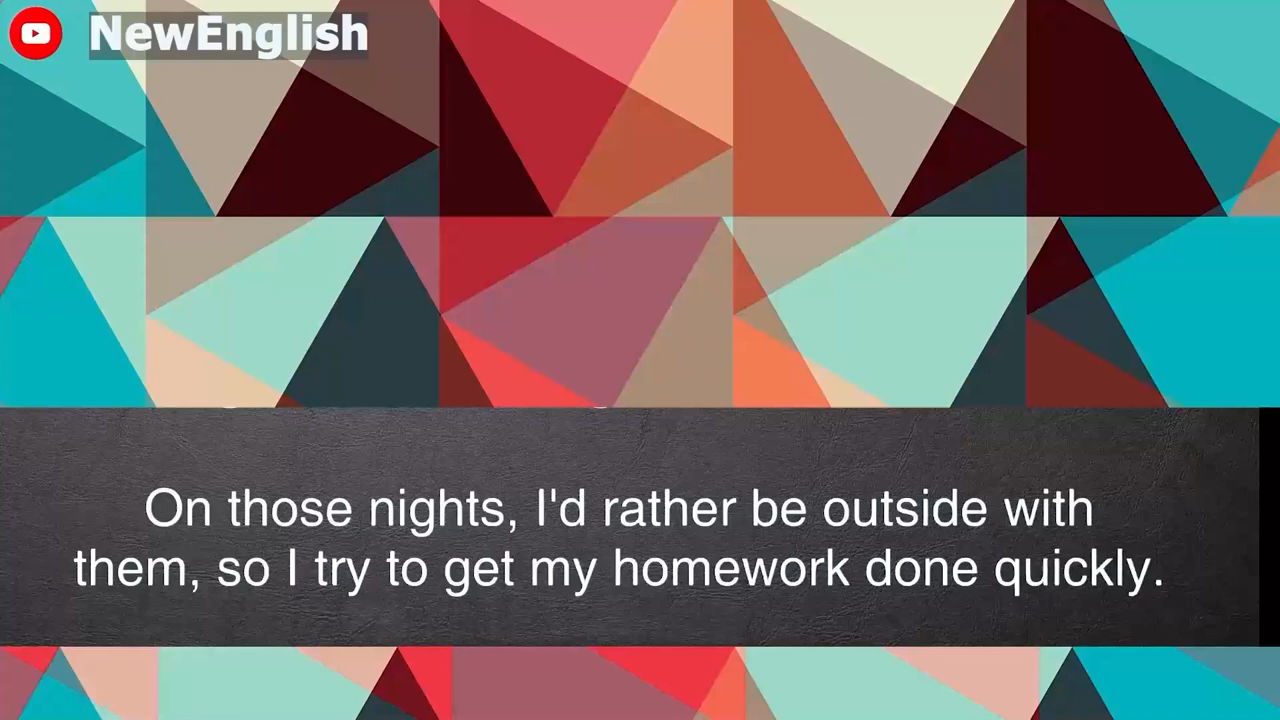 NewEnglish
On those nights, I'd rather be outside with
them, so I try to get my homework done quickly.